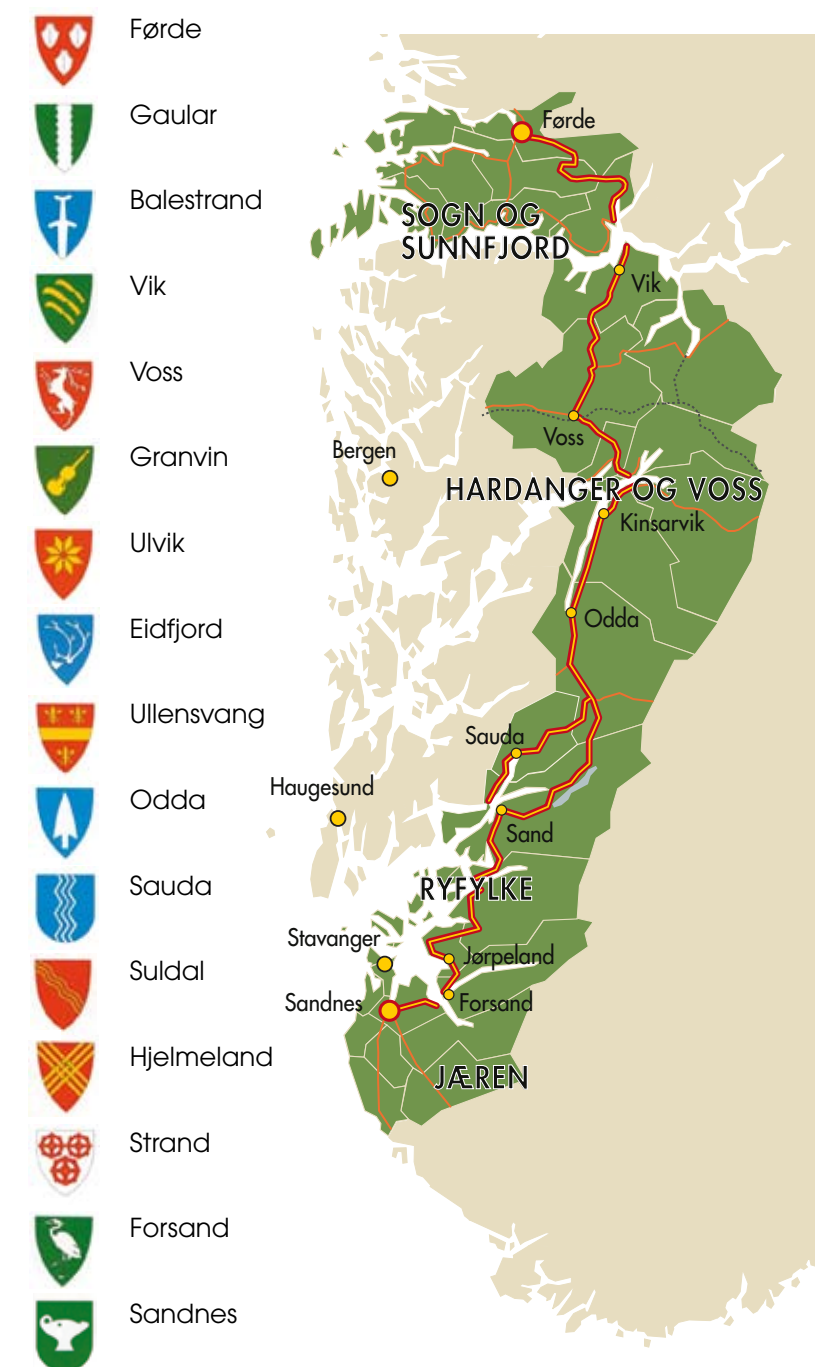 Førde
Gaular
Balestrand
Vik
Voss
Granvin
Ulvik
Eidfjord
Ullensvang
Odda
Sauda
Suldal
Hjelmeland
Strand
Forsand
Sandnes
Førde
SOGN OG
SUNNFJORD
Vik
Voss
Bergen
HARDANGER OG VOSS
Kinsarvik
Odda
Sauda
Haugesund
Sand
RYFYLKE
Stavanger
Jørpeland
Sandnes
Forsand
JÆREN